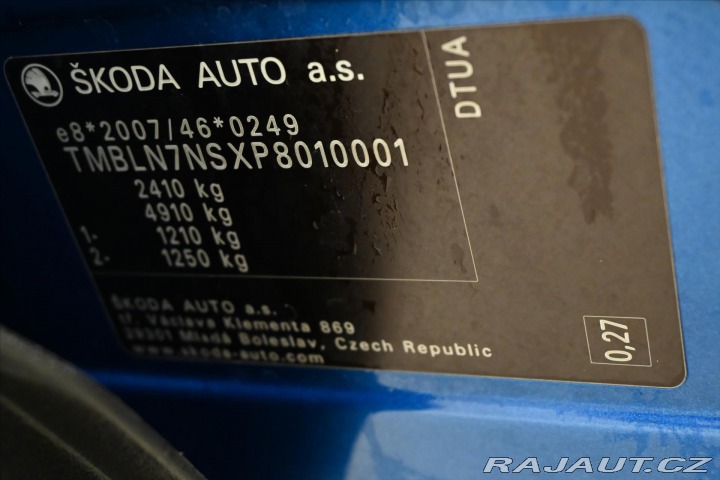 ŠKODA AUTO a.s.
DTUA
e8*2007/46*0249
TMBLN7NSXP8010001
2410 kg
4910 kg
1- 1210 kg
2- 1250 kg
ŠKODA AUTO a.s.
tř. Václava Klementa 869
29301 Mladá Boleslav, Czech Republic
www.skoda-auto.com
0,27
RAJAUT.CZ